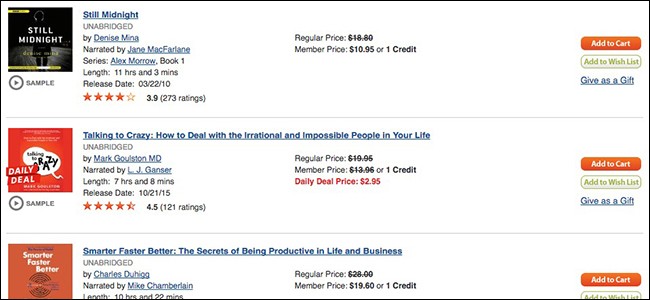 STILL
MIDNIGHT
denise mina
SAMPLE
Still Midnight
UNABRIDGED
by Denise Mina
Narrated by Jane MacFarlane
Series: Alex Morrow, Book 1
Length: 11 hrs and 3 mins
Release Date: 03/22/10
3.9 (273 ratings)
Regular Price: $18.80
Member Price: $10.95 or 1 Credit
Add to Cart
Add to Wish List
Give as a Gift
talking to
CRAZY
DAILY
DEAL
MARK GOULSTON
SAMPLE
Talking to Crazy: How to Deal with the Irrational and Impossible People in Your Life
UNABRIDGED
by Mark Goulston MD
Narrated by L. J. Ganser
Length: 7 hrs and 8 mins
Release Date: 10/21/15
4.5 (121 ratings)
Regular Price: $19.95
Member Price: $13.96 or 1 Credit
Daily Deal Price: $2.95
Add to Cart
Add to Wish List
Give as a Gift
Smarter
Faster
Better
Smarter Faster Better: The Secrets of Being Productive in Life and Business
UNABRIDGED
by Charles Duhigg
Narrated by Mike Chamberlain
Length: 10 hrs and 22 mins
Regular Price: $28.00
Member Price: $19.60 or 1 Credit
Add to Cart
Add to Wish List